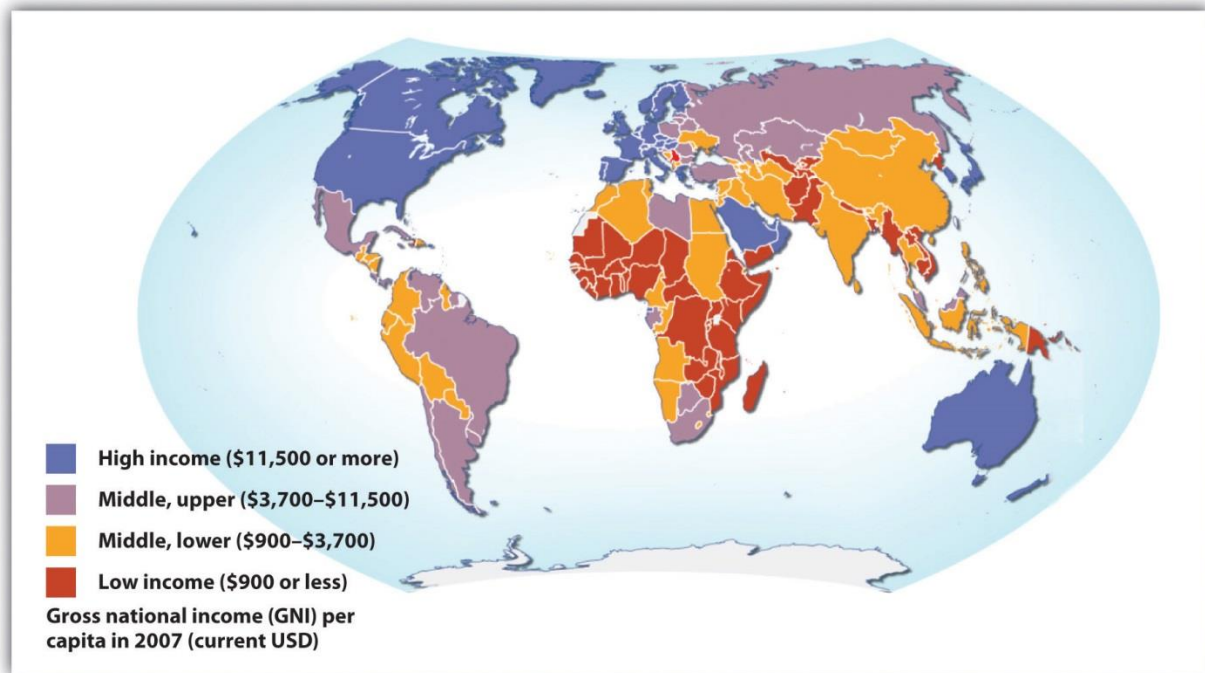 High income ($11,500 or more)
Middle, upper ($3,700–$11,500)
Middle, lower ($900–$3,700)
Low income ($900 or less)
Gross national income (GNI) per
capita in 2007 (current USD)